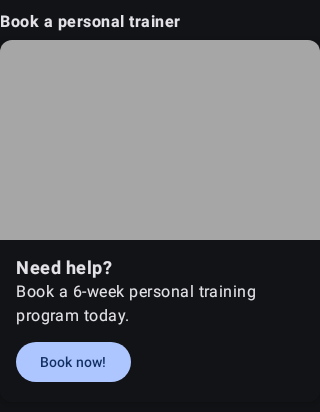 Book a personal trainer
Need help?
Book a 6-week personal training
program today.
Book now!